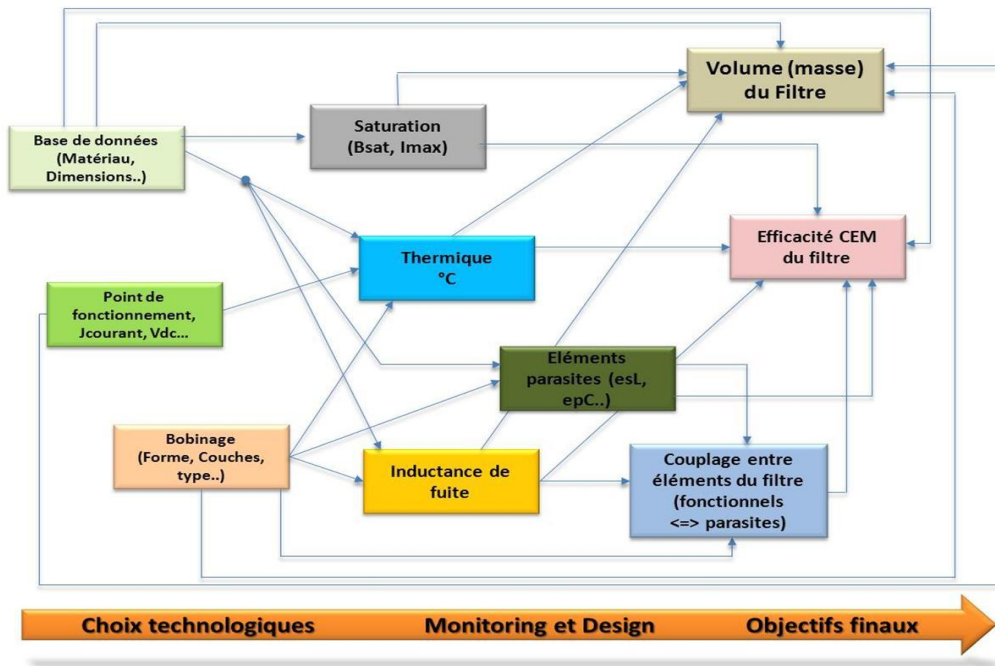 Volume (masse)
du Filtre
Base de données
(Matériau,
Dimensions..)
Saturation
(Bsat, Imax)
Thermique
°C
Efficacité CEM
du filtre
Point de
fonctionnement,
Jcourant, Vdc...
Eléments
parasites (esL,
epC..)
Bobinage
(Forme, Couches,
type..)
Inductance de
fuite
Couplage entre
éléments du filtre
(fonctionnels
<=> parasites)
Choix technologiques Monitoring et Design Objectifs finaux